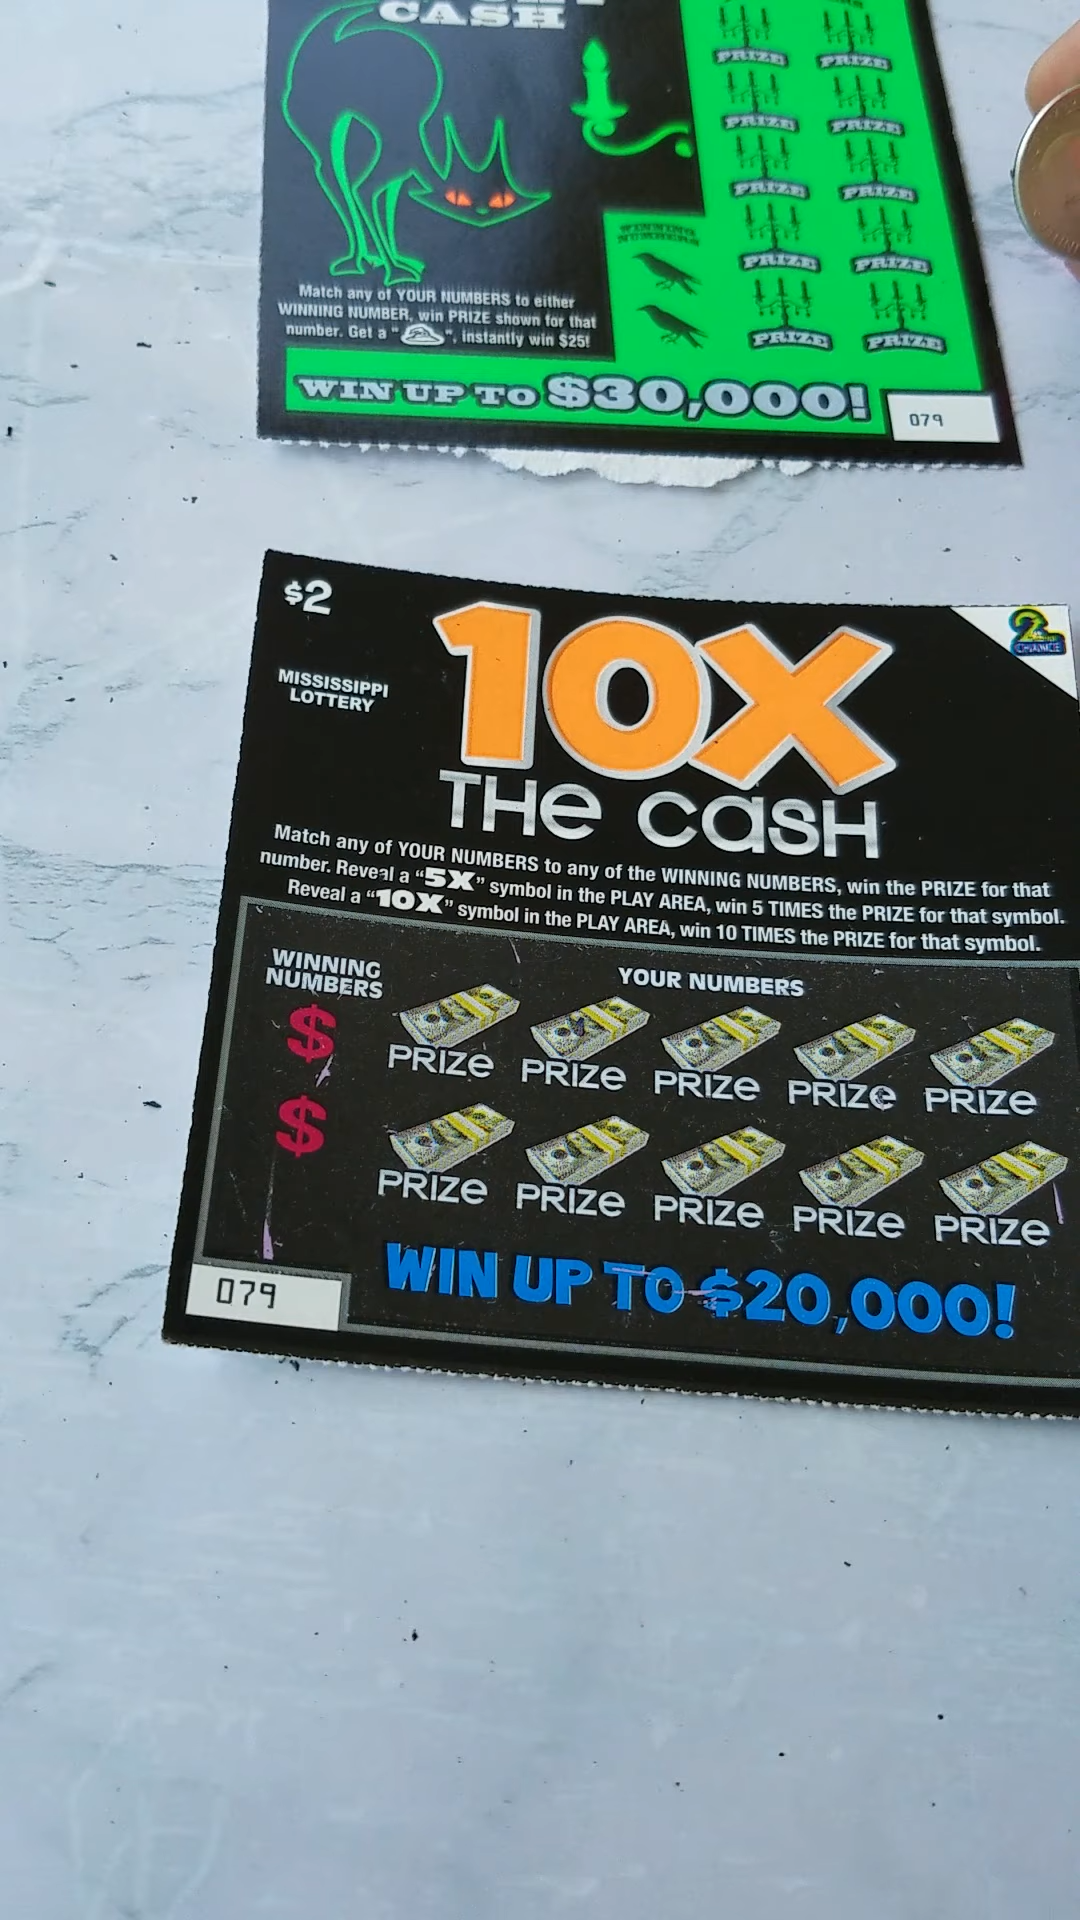 CASH
PRIZE PRIZE
PRIZE PRIZE
PRIZE PRIZE
PRIZE PRIZE
PRIZE PRIZE
WINNING
NUMBERS
Match any of YOUR NUMBERS to either
WINNING NUMBER, win PRIZE shown for that
number. Get a " ", instantly win $25!
WIN UP TO $30,000!
079
$2
MISSISSIPPI
LOTTERY
10X
THE CASH
2nd
CHANCE
Match any of YOUR NUMBERS to any of the WINNING NUMBERS, win the PRIZE for that
number. Reveal a "5X" symbol in the PLAY AREA, win 5 TIMES the PRIZE for that symbol.
Reveal a "10X" symbol in the PLAY AREA, win 10 TIMES the PRIZE for that symbol.
WINNING
NUMBERS
YOUR NUMBERS
$
PRIZE PRIZE PRIZE PRIZE PRIZE
$
PRIZE PRIZE PRIZE PRIZE PRIZE
WIN UP TO $20,000!
079